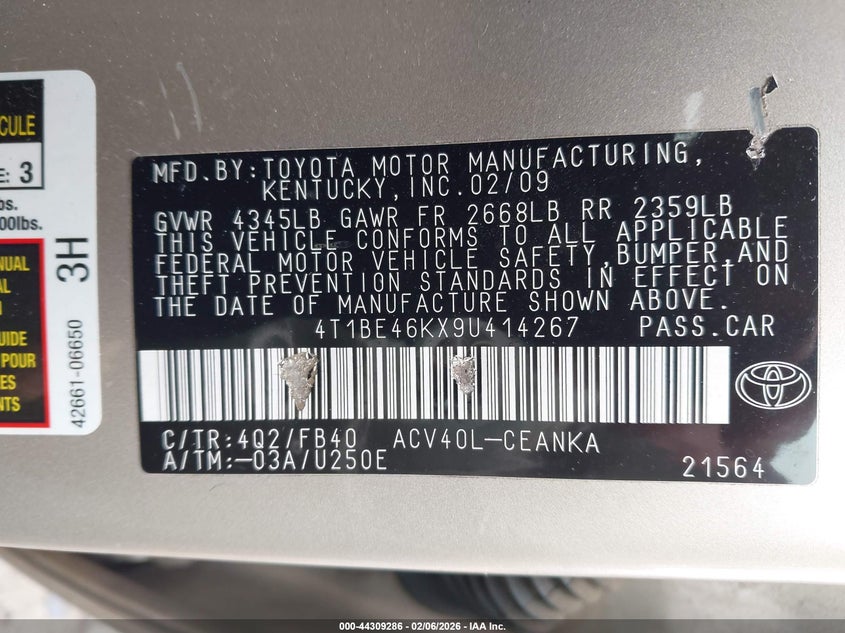 CULE
E: 3
bs.
00lbs.
ANUAL
AL
N
UIDE
POUR
ES
NTS
3H
42661-06650
MFD.BY:TOYOTA MOTOR MANUFACTURING,
KENTUCKY,INC.02/09
GVWR 4345LB GAWR FR 2668LB RR 2359LB
THIS VEHICLE CONFORMS TO ALL APPLICABLE
FEDERAL MOTOR VEHICLE SAFETY,BUMPER,AND
THEFT PREVENTION STANDARDS IN EFFECT ON
THE DATE OF MANUFACTURE SHOWN ABOVE.
4T1BE46KX9U414267 PASS.CAR
C/TR:4Q2/FB40 ACV40L-CEANKA
A/TM:-03A/U250E
21564
000-44309286 - 02/06/2026 - IAA Inc.